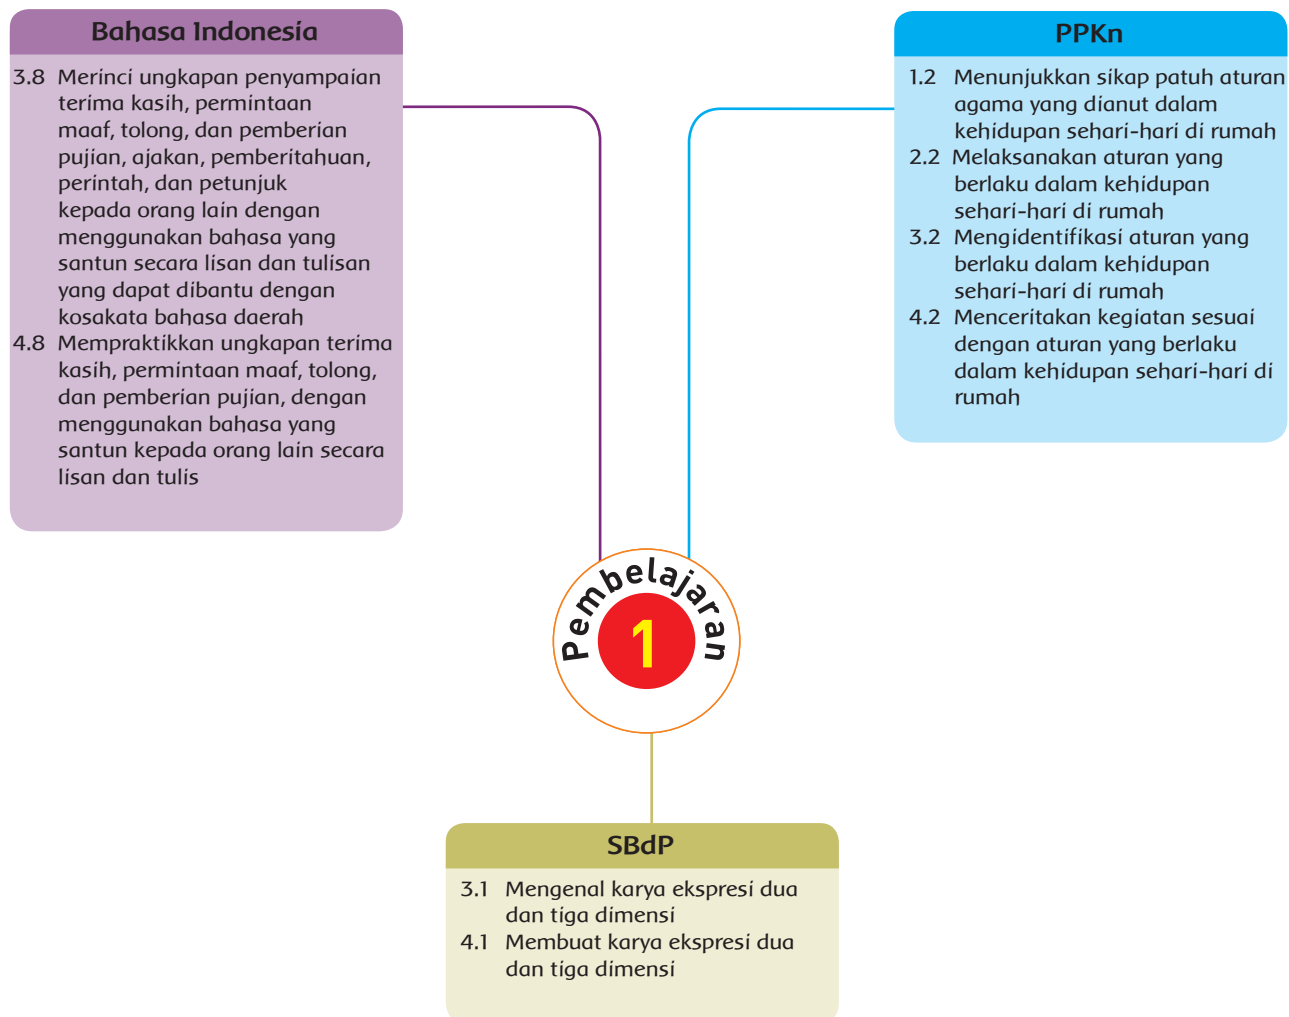 Bahasa Indonesia
3.8 Merinci ungkapan penyampaian
terima kasih, permintaan
maaf, tolong, dan pemberian
pujian, ajakan, pemberitahuan,
perintah, dan petunjuk
kepada orang lain dengan
menggunakan bahasa yang
santun secara lisan dan tulisan
yang dapat dibantu dengan
kosakata bahasa daerah
4.8 Mempraktikkan ungkapan terima
kasih, permintaan maaf, tolong,
dan pemberian pujian, dengan
menggunakan bahasa yang
santun kepada orang lain secara
lisan dan tulis
PPKn
1.2 Menunjukkan sikap patuh aturan
agama yang dianut dalam
kehidupan sehari-hari di rumah
2.2 Melaksanakan aturan yang
berlaku dalam kehidupan
sehari-hari di rumah
3.2 Mengidentifikasi aturan yang
berlaku dalam kehidupan
sehari-hari di rumah
4.2 Menceritakan kegiatan sesuai
dengan aturan yang berlaku
dalam kehidupan sehari-hari di
rumah
Pembelajaran
1
SBdP
3.1 Mengenal karya ekspresi dua
dan tiga dimensi
4.1 Membuat karya ekspresi dua
dan tiga dimensi